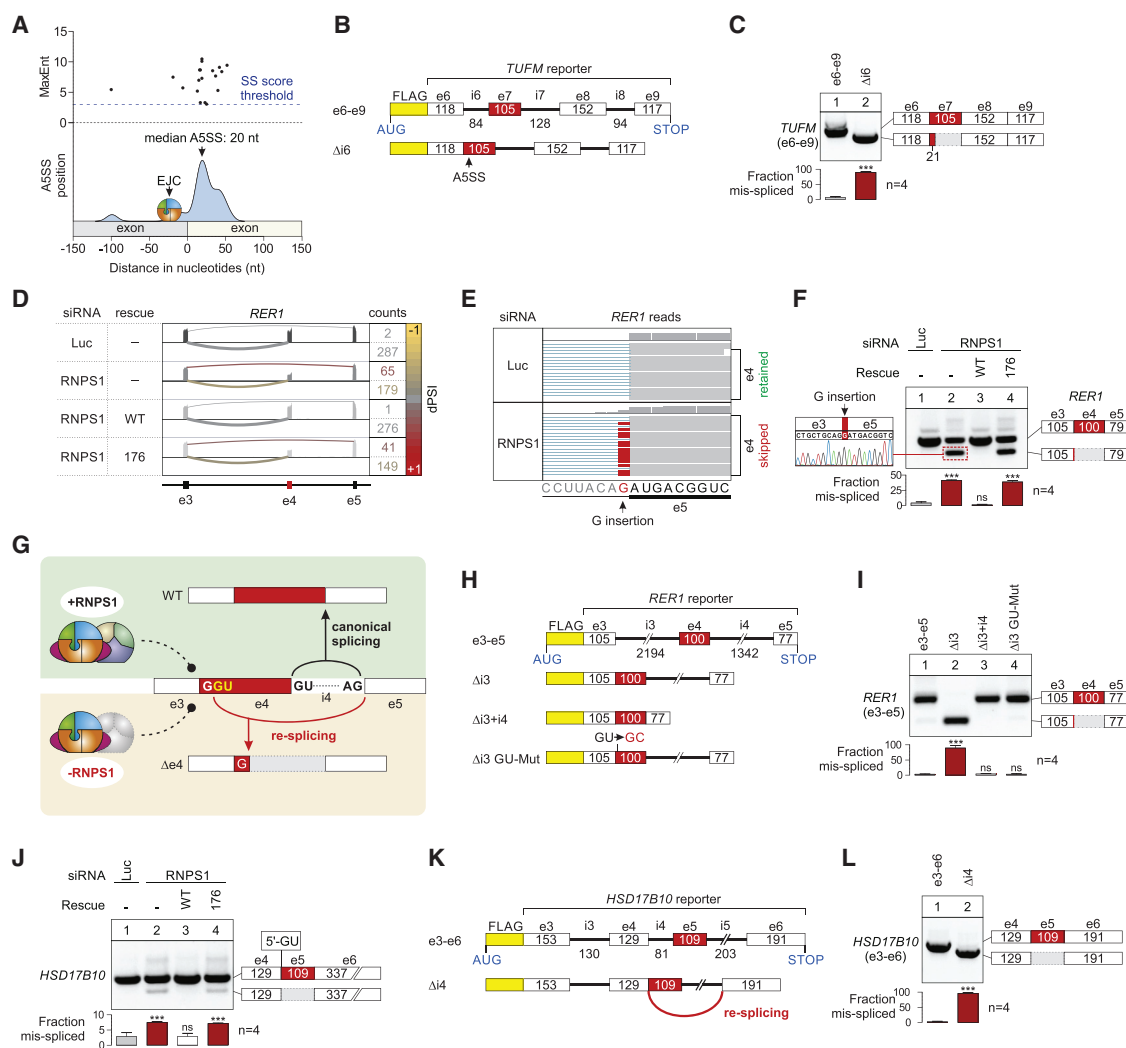 A
MaxEnt
15
10
5
0
SS score
threshold
median A5SS: 20 nt
A5SS
position
EJC
exon
exon
-150 -100 -50 0 50 100 150
Distance in nucleotides (nt)
B
TUFM reporter
FLAG e6 i6 e7 i7 e8 i8 e9
e6-e9 118 105 152 117
AUG 84 128 94 STOP
Δi6 118 105 152 117
A5SS
C
e6-e9 Δi6
1 2
e6 e7 e8 e9
118 105 152 117
TUFM
(e6-e9)
118 152 117
21
Fraction
mis-spliced
100
50
0
***
n=4
D
siRNA rescue RER1 counts
Luc – 2
287
RNPS1 – 65
179
RNPS1 WT 1
276
RNPS1 176 41
149
-1
dPSI
+1
e3 e4 e5
E
siRNA RER1 reads
Luc
e4
retained
RNPS1
e4
skipped
CCUUACAGAUGACGGUC
e5
G insertion
F
siRNA Luc RNPS1
Rescue - - WT 176
1 2 3 4
G insertion
e3 e5
CTGCTGCAGGATGACGGTC
RER1
e3 e4 e5
105 100 79
105 79
Fraction
mis-spliced
50
25
0
*** ns ***
n=4
G
+RNPS1
WT
canonical
splicing
GGU GU AG
e3 e4 i4 e5
re-splicing
-RNPS1
Δe4 G
H
RER1 reporter
FLAG e3 i3 e4 i4 e5
e3-e5 105 100 77
AUG 2194 1342 STOP
Δi3 105 100 77
Δi3+i4 105 100 77
GU GC
Δi3 GU-Mut 105 100 77
I
e3-e5 Δi3 Δi3+i4 Δi3 GU-Mut
1 2 3 4
RER1
(e3-e5)
e3 e4 e5
105 100 77
105 77
Fraction
mis-spliced
100
50
0
*** ns ns
n=4
J
siRNA Luc RNPS1
Rescue - - WT 176
1 2 3 4
5'-GU
e4 e5 e6
HSD17B10
129 109 337
129 337
Fraction
mis-spliced
10
5
0
*** ns ***
n=4
K
HSD17B10 reporter
FLAG e3 i3 e4 i4 e5 i5 e6
e3-e6 153 129 109 191
AUG 130 81 203 STOP
Δi4 153 129 109 191
re-splicing
L
e3-e6 Δi4
1 2
HSD17B10
(e3-e6)
e4 e5 e6
129 109 191
129 191
Fraction
mis-spliced
100
50
0
***
n=4